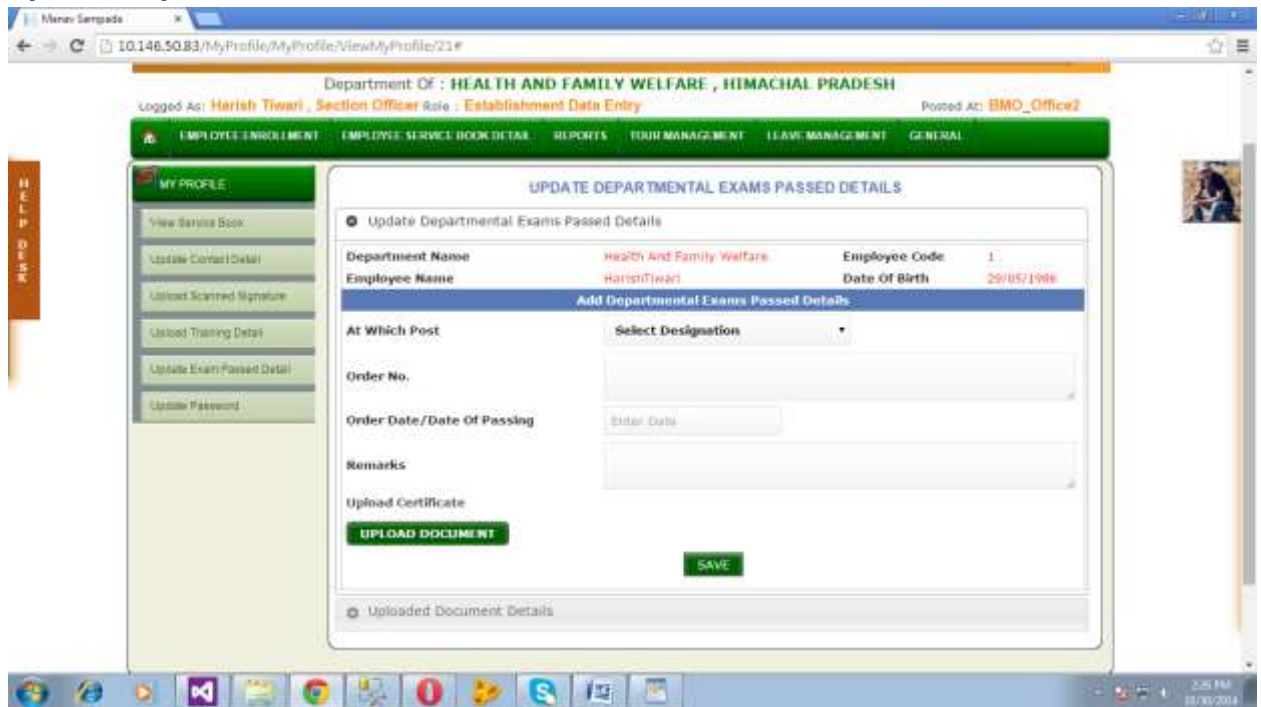 Manav Sampada
10.146.50.83/MyProfile/MyProfile/ViewMyProfile/21#
Department Of : HEALTH AND FAMILY WELFARE , HIMACHAL PRADESH
Logged As: Harish Tiwari , Section Officer Role : Establishment Data Entry Posted At: BMO_Office2
EMPLOYEE ENROLLMENT EMPLOYEE SERVICE BOOK DETAIL REPORTS TOUR MANAGEMENT LEAVE MANAGEMENT GENERAL
HELP DESK
MY PROFILE
View Service Book
Update Contact Detail
Upload Scanned Signature
Upload Training Detail
Update Exam Passed Detail
Update Password
UPDATE DEPARTMENTAL EXAMS PASSED DETAILS
Update Departmental Exams Passed Details
Department Name Health And Family Welfare Employee Code 1
Employee Name HarishTiwari Date Of Birth 29/05/1986
Add Departmental Exams Passed Details
At Which Post Select Designation
Order No.
Order Date/Date Of Passing Enter Date
Remarks
Upload Certificate
UPLOAD DOCUMENT
SAVE
Uploaded Document Details